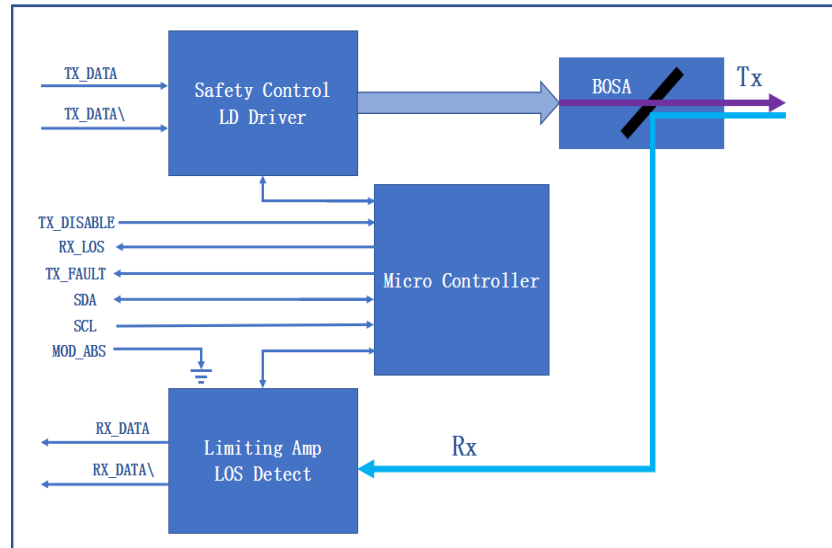 TX_DATA
TX_DATA\
Safety Control
LD Driver
BOSA
Tx
TX_DISABLE
RX_LOS
TX_FAULT
SDA
SCL
MOD_ABS
Micro Controller
RX_DATA
RX_DATA\
Limiting Amp
LOS Detect
Rx